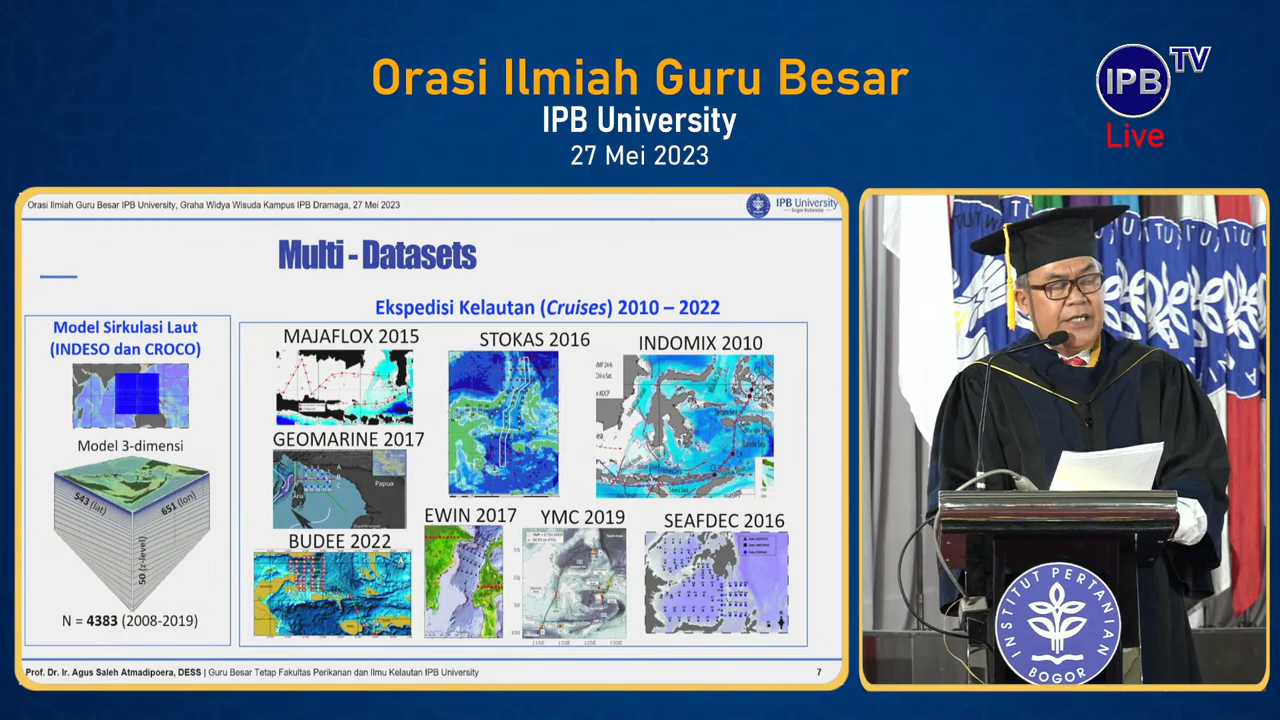 Orasi Ilmiah Guru Besar
IPB University
27 Mei 2023
IPB TV
Live
Orasi Ilmiah Guru Besar IPB University, Graha Widya Wisuda Kampus IPB Dramaga, 27 Mei 2023
IPB University
Bogor Indonesia
Multi - Datasets
Ekspedisi Kelautan (Cruises) 2010 – 2022
Model Sirkulasi Laut
(INDESO dan CROCO)
Model 3-dimensi
543 (lat)
651 (lon)
50 (z-level)
N = 4383 (2008-2019)
MAJAFLOX 2015
STOKAS 2016
INDOMIX 2010
GEOMARINE 2017
Papua
Aru
BUDEE 2022
EWIN 2017
YMC 2019
SEAFDEC 2016
Prof. Dr. Ir. Agus Saleh Atmadipoera, DESS | Guru Besar Tetap Fakultas Perikanan dan Ilmu Kelautan IPB University
7
INSTITUT PERTANIAN
BOGOR